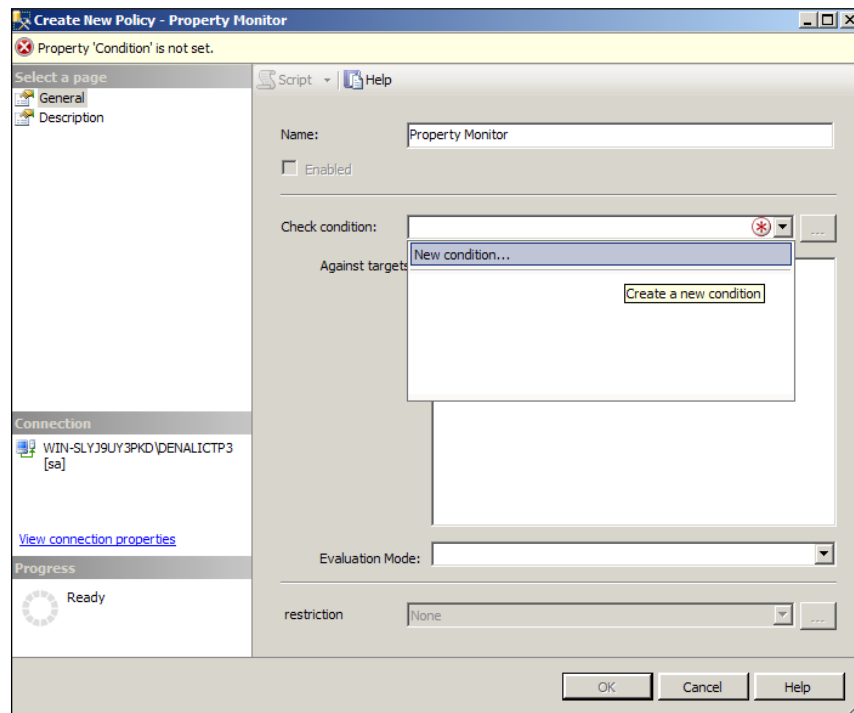 Create New Policy - Property Monitor
Property 'Condition' is not set.
Select a page
General
Description
Script
Help
Name:
Property Monitor
Enabled
Check condition:
...
New condition...
Against targets
Create a new condition
Connection
WIN-SLYJ9UY3PKD\DENALICTP3
[sa]
View connection properties
Evaluation Mode:
Progress
Ready
restriction
None
...
OK
Cancel
Help